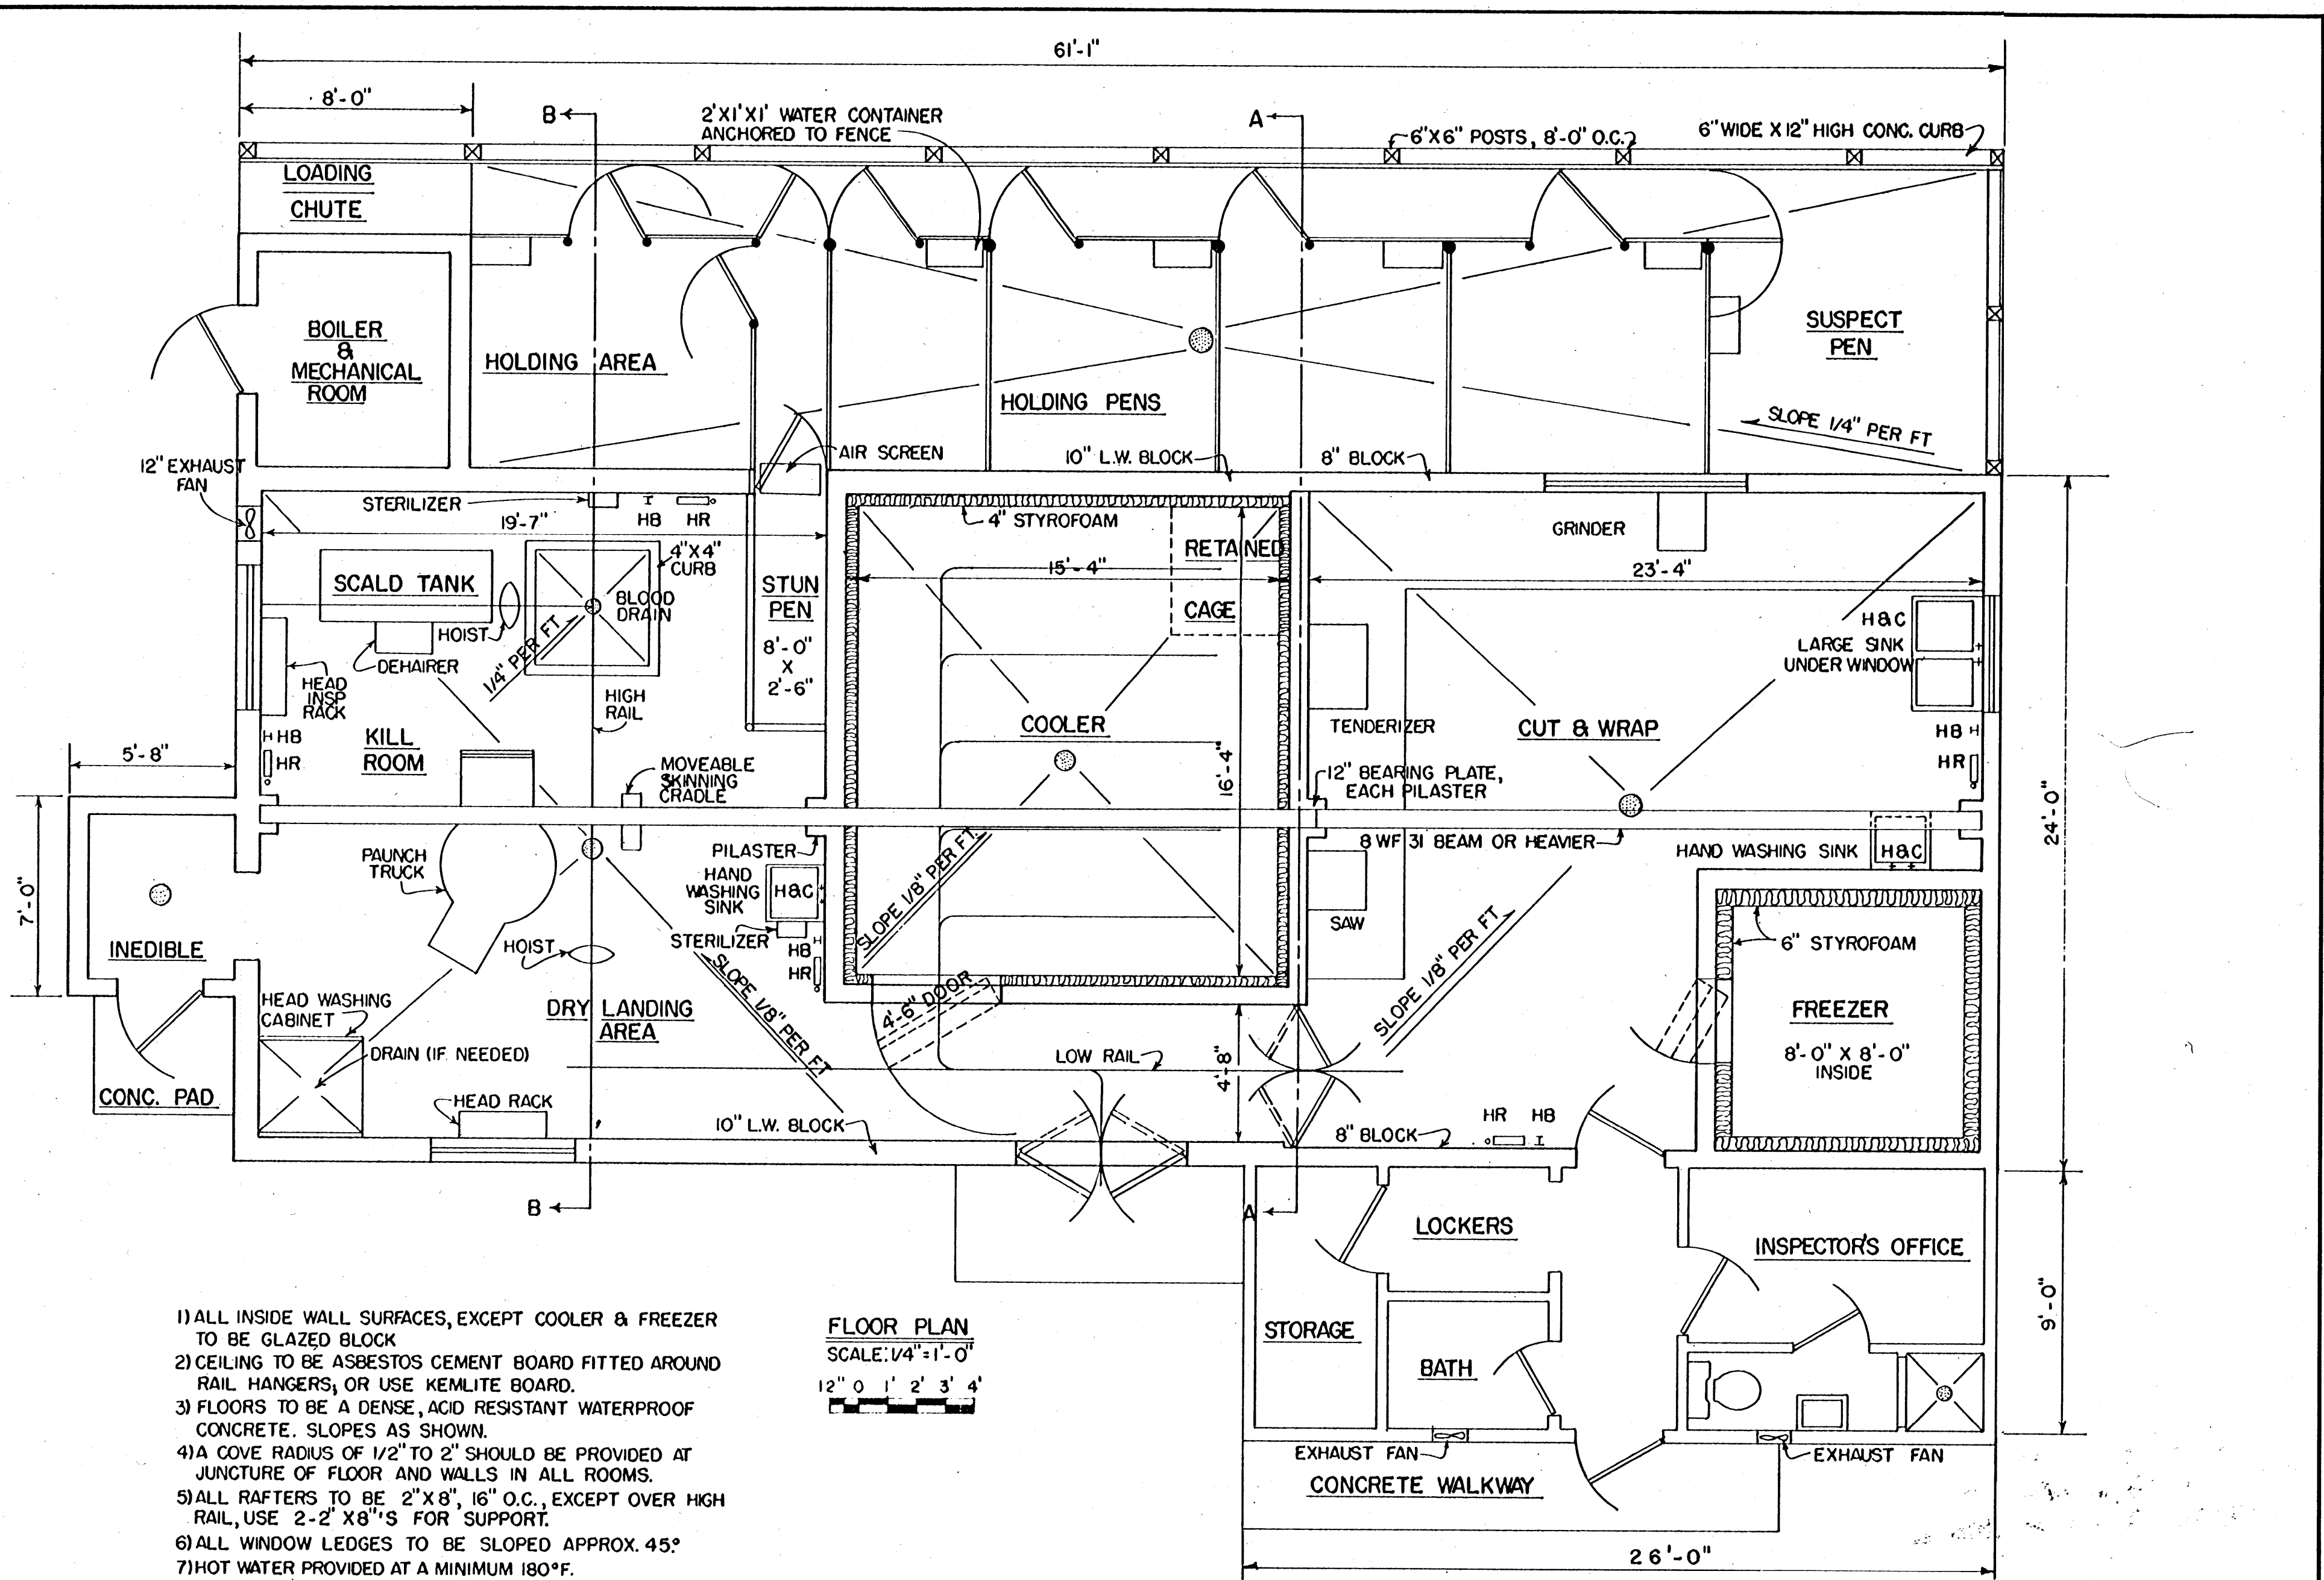 61'-1"
8'-0"
B
2'X1'X1' WATER CONTAINER
ANCHORED TO FENCE
A
6"X6" POSTS, 8'-0" O.C.
6" WIDE X 12" HIGH CONC. CURB
LOADING
CHUTE
BOILER
&
MECHANICAL
ROOM
HOLDING AREA
HOLDING PENS
SUSPECT
PEN
SLOPE 1/4" PER FT
12" EXHAUST
FAN
AIR SCREEN
10" L.W. BLOCK
8" BLOCK
STERILIZER
HB
HR
19'-7"
4" STYROFOAM
GRINDER
4"X4"
CURB
SCALD TANK
BLOOD
DRAIN
STUN
PEN
8'-0"
X
2'-6"
RETAINED
CAGE
15'-4"
23'-4"
H&C
LARGE SINK
UNDER WINDOW
HOIST
DEHAIRER
1/4" PER FT.
HEAD
INSP
RACK
HIGH
RAIL
COOLER
TENDERIZER
CUT & WRAP
HB
HR
HB
HR
KILL
ROOM
5'-8"
MOVEABLE
SKINNING
CRADLE
16'-4"
12" BEARING PLATE,
EACH PILASTER
24'-0"
8 WF 31 BEAM OR HEAVIER
HAND WASHING SINK
H&C
PAUNCH
TRUCK
PILASTER
HAND
WASHING
SINK
H&C
SLOPE 1/8" PER FT.
SAW
7'-0"
INEDIBLE
HOIST
STERILIZER
HB
HR
SLOPE 1/8" PER FT
SLOPE 1/8" PER FT
6" STYROFOAM
HEAD WASHING
CABINET
DRY LANDING
AREA
4'-6" DOOR
FREEZER
8'-0" X 8'-0"
INSIDE
DRAIN (IF NEEDED)
LOW RAIL
4'-8"
CONC. PAD
HEAD RACK
10" L.W. BLOCK
8" BLOCK
HR
HB
B
A
LOCKERS
INSPECTOR'S OFFICE
9'-0"
STORAGE
BATH
EXHAUST FAN
EXHAUST FAN
CONCRETE WALKWAY
26'-0"
FLOOR PLAN
SCALE: 1/4"=1'-0"
12" 0 1' 2' 3' 4'
1) ALL INSIDE WALL SURFACES, EXCEPT COOLER & FREEZER
TO BE GLAZED BLOCK
2) CEILING TO BE ASBESTOS CEMENT BOARD FITTED AROUND
RAIL HANGERS, OR USE KEMLITE BOARD.
3) FLOORS TO BE A DENSE, ACID RESISTANT WATERPROOF
CONCRETE. SLOPES AS SHOWN.
4) A COVE RADIUS OF 1/2" TO 2" SHOULD BE PROVIDED AT
JUNCTURE OF FLOOR AND WALLS IN ALL ROOMS.
5) ALL RAFTERS TO BE 2"X8", 16" O.C., EXCEPT OVER HIGH
RAIL, USE 2-2"X8"'S FOR SUPPORT.
6) ALL WINDOW LEDGES TO BE SLOPED APPROX. 45°
7) HOT WATER PROVIDED AT A MINIMUM 180°F.